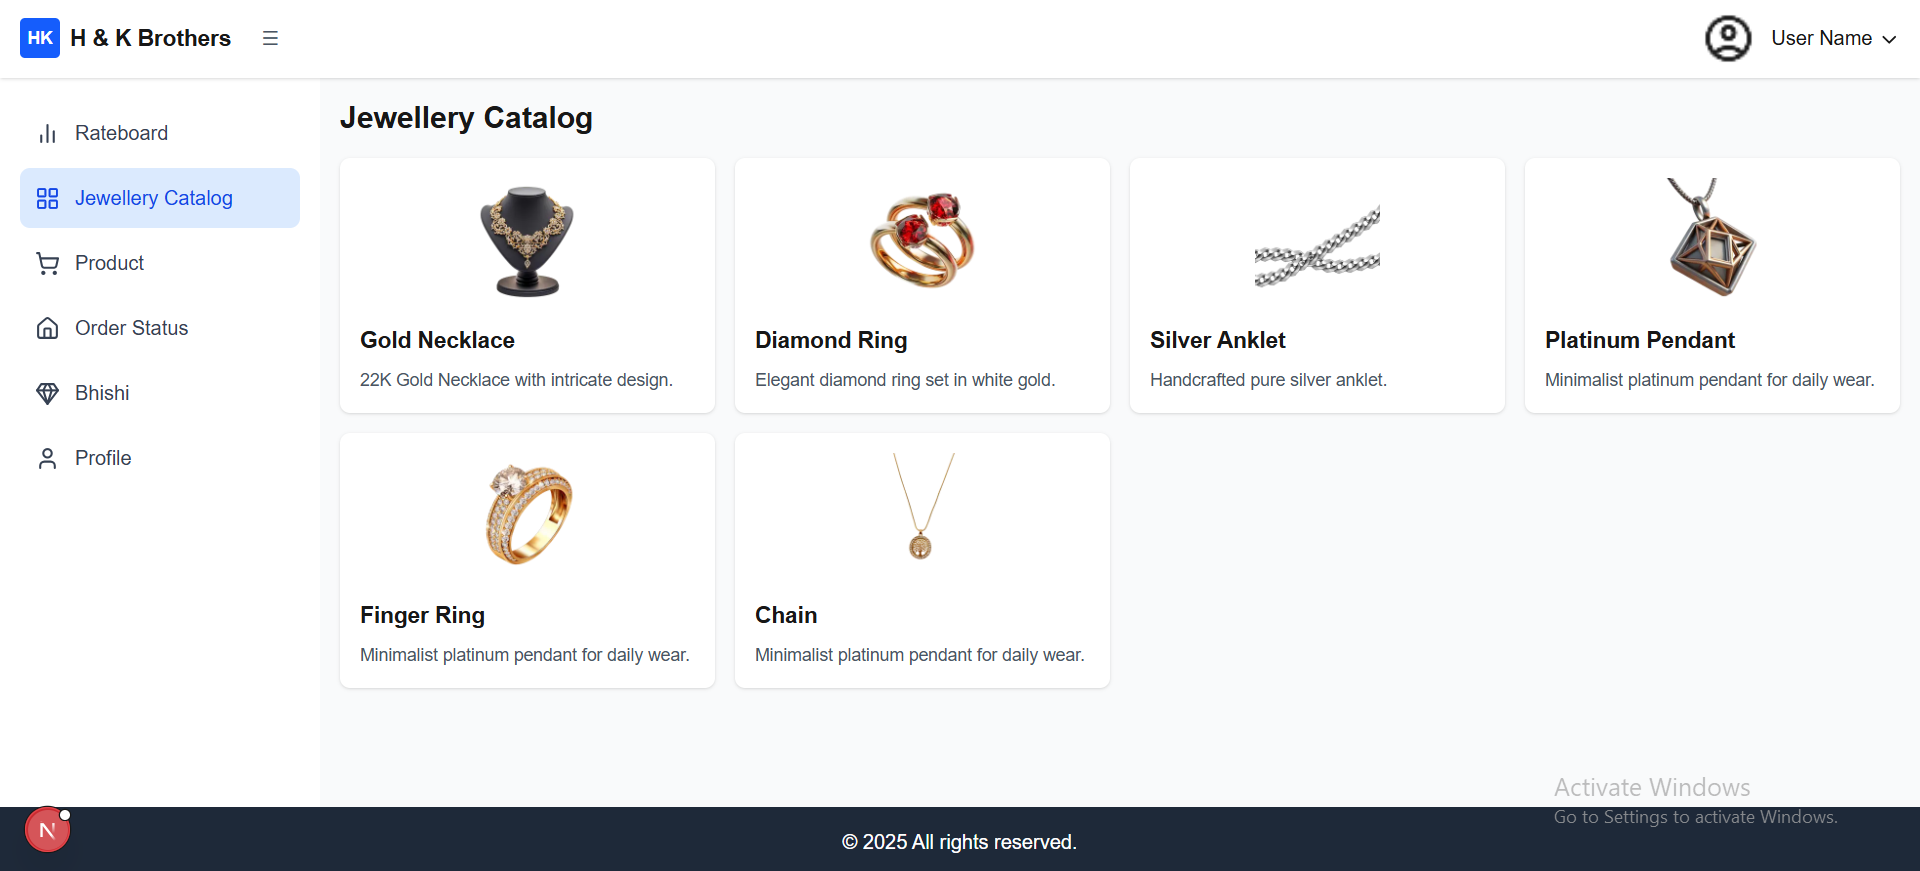 HK H & K Brothers
User Name
Rateboard
Jewellery Catalog
Product
Order Status
Bhishi
Profile
Jewellery Catalog
Gold Necklace
22K Gold Necklace with intricate design.
Diamond Ring
Elegant diamond ring set in white gold.
Silver Anklet
Handcrafted pure silver anklet.
Platinum Pendant
Minimalist platinum pendant for daily wear.
Finger Ring
Minimalist platinum pendant for daily wear.
Chain
Minimalist platinum pendant for daily wear.
Activate Windows
Go to Settings to activate Windows.
N
© 2025 All rights reserved.